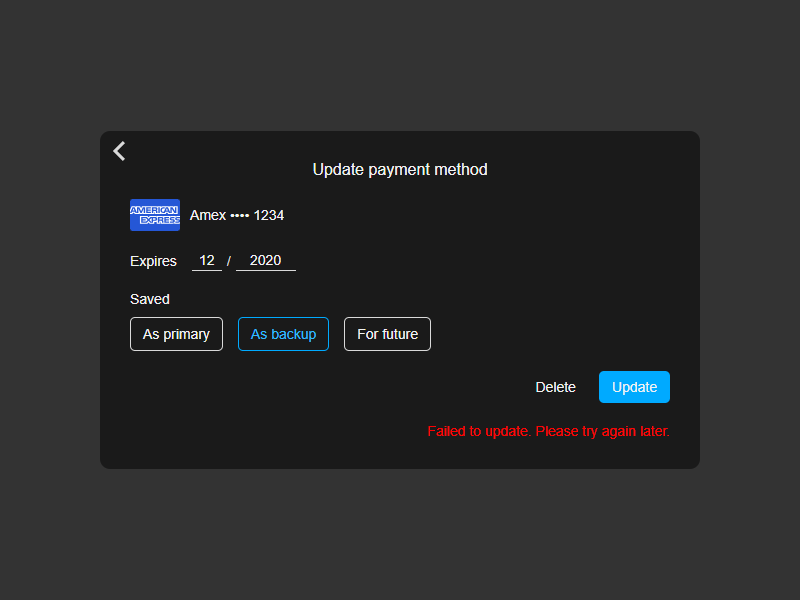 Update payment method
AMERICAN
EXPRESS
Amex •••• 1234
Expires 12 / 2020
Saved
As primary As backup For future
Delete Update
Failed to update. Please try again later.